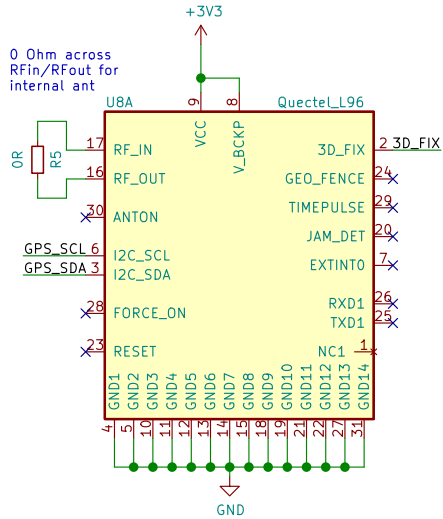 +3V3
0 Ohm across
RFin/RFout for
internal ant
U8A
Quectel_L96
9
8
VCC
V_BCKP
0R
R5
17
RF_IN
16
RF_OUT
30
ANTON
GPS_SCL
6
I2C_SCL
GPS_SDA
3
I2C_SDA
28
FORCE_ON
23
RESET
3D_FIX
2
3D_FIX
GEO_FENCE
24
TIMEPULSE
29
JAM_DET
20
EXTINT0
7
RXD1
26
TXD1
25
NC1
1
GND1
GND2
GND3
GND4
GND5
GND6
GND7
GND8
GND9
GND10
GND11
GND12
GND13
GND14
4
5
10
11
12
13
14
15
18
19
21
22
27
31
GND